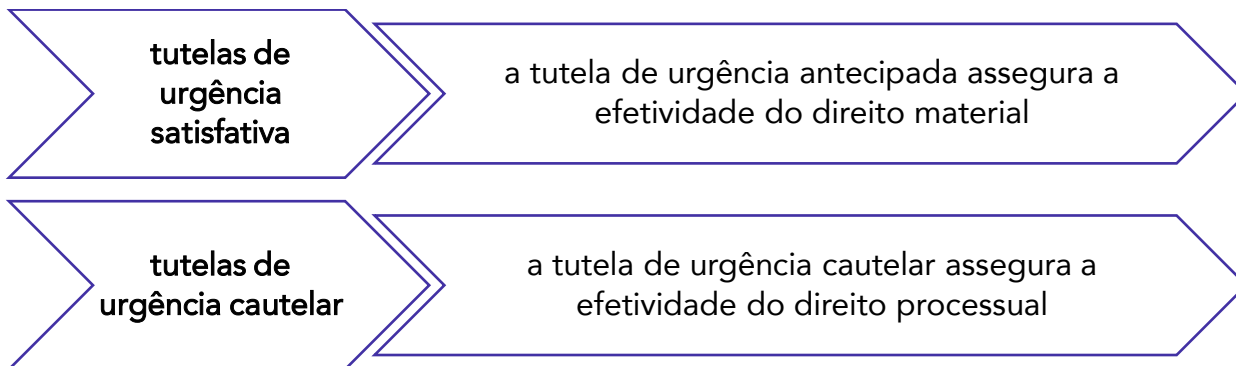 tutelas de
urgência
satisfativa
a tutela de urgência antecipada assegura a
efetividade do direito material
tutelas de
urgência cautelar
a tutela de urgência cautelar assegura a
efetividade do direito processual